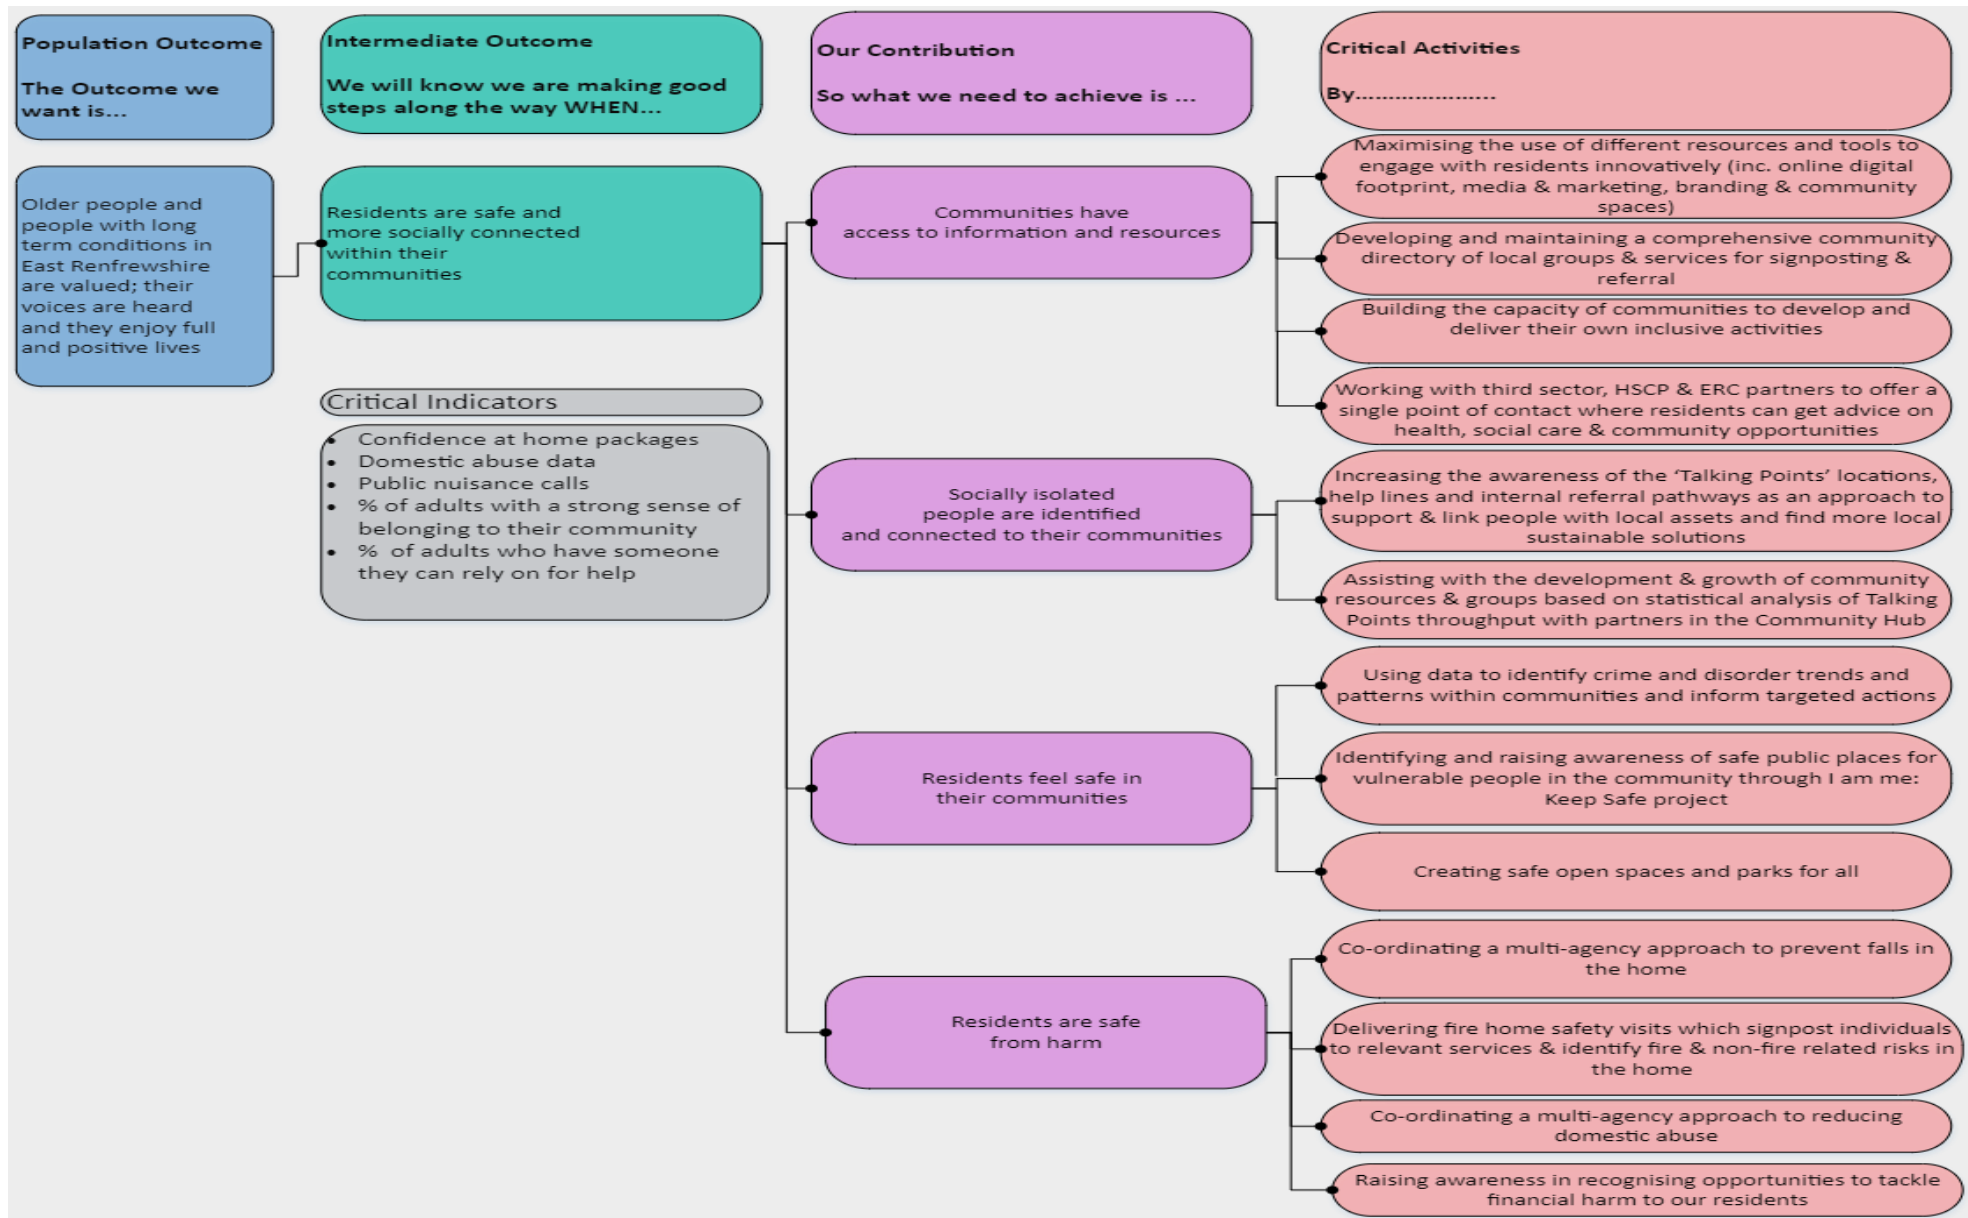 Population Outcome
The Outcome we
want is...
Intermediate Outcome
We will know we are making good
steps along the way WHEN...
Our Contribution
So what we need to achieve is ...
Critical Activities
By.....................
Older people and
people with long
term conditions in
East Renfrewshire
are valued; their
voices are heard
and they enjoy full
and positive lives
Residents are safe and
more socially connected
within their
communities
Critical Indicators
• Confidence at home packages
• Domestic abuse data
• Public nuisance calls
• % of adults with a strong sense of
belonging to their community
• % of adults who have someone
they can rely on for help
Communities have
access to information and resources
Maximising the use of different resources and tools to
engage with residents innovatively (inc. online digital
footprint, media & marketing, branding & community
spaces)
Developing and maintaining a comprehensive community
directory of local groups & services for signposting &
referral
Building the capacity of communities to develop and
deliver their own inclusive activities
Working with third sector, HSCP & ERC partners to offer a
single point of contact where residents can get advice on
health, social care & community opportunities
Socially isolated
people are identified
and connected to their communities
Increasing the awareness of the ‘Talking Points’ locations,
help lines and internal referral pathways as an approach to
support & link people with local assets and find more local
sustainable solutions
Assisting with the development & growth of community
resources & groups based on statistical analysis of Talking
Points throughput with partners in the Community Hub
Residents feel safe in
their communities
Using data to identify crime and disorder trends and
patterns within communities and inform targeted actions
Identifying and raising awareness of safe public places for
vulnerable people in the community through I am me:
Keep Safe project
Creating safe open spaces and parks for all
Residents are safe
from harm
Co-ordinating a multi-agency approach to prevent falls in
the home
Delivering fire home safety visits which signpost individuals
to relevant services & identify fire & non-fire related risks in
the home
Co-ordinating a multi-agency approach to reducing
domestic abuse
Raising awareness in recognising opportunities to tackle
financial harm to our residents